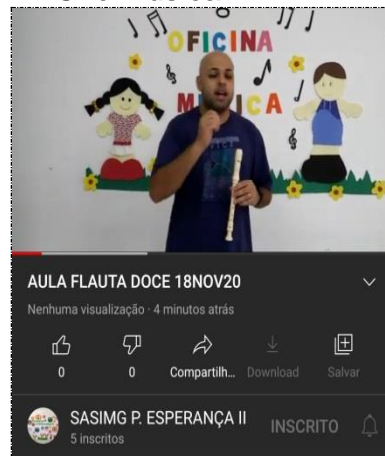 OFICINA
MÚSICA
AULA FLAUTA DOCE 18NOV20
Nenhuma visualização · 4 minutos atrás
0 0 Compartilh... Download Salvar
SASIMG P. ESPERANÇA II INSCRITO
5 inscritos